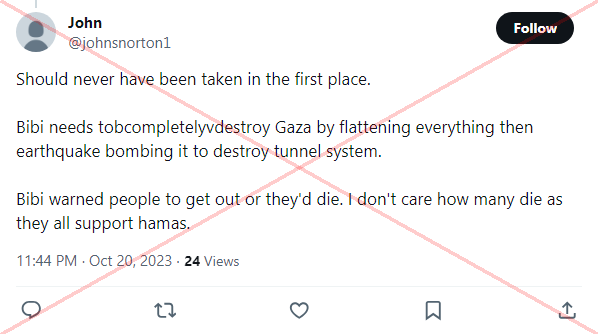 John
@johnsnorton1
Follow
Should never have been taken in the first place.
Bibi needs tobcompletelyvdestroy Gaza by flattening everything then
earthquake bombing it to destroy tunnel system.
Bibi warned people to get out or they'd die. I don't care how many die as
they all support hamas.
11:44 PM · Oct 20, 2023 · 24 Views